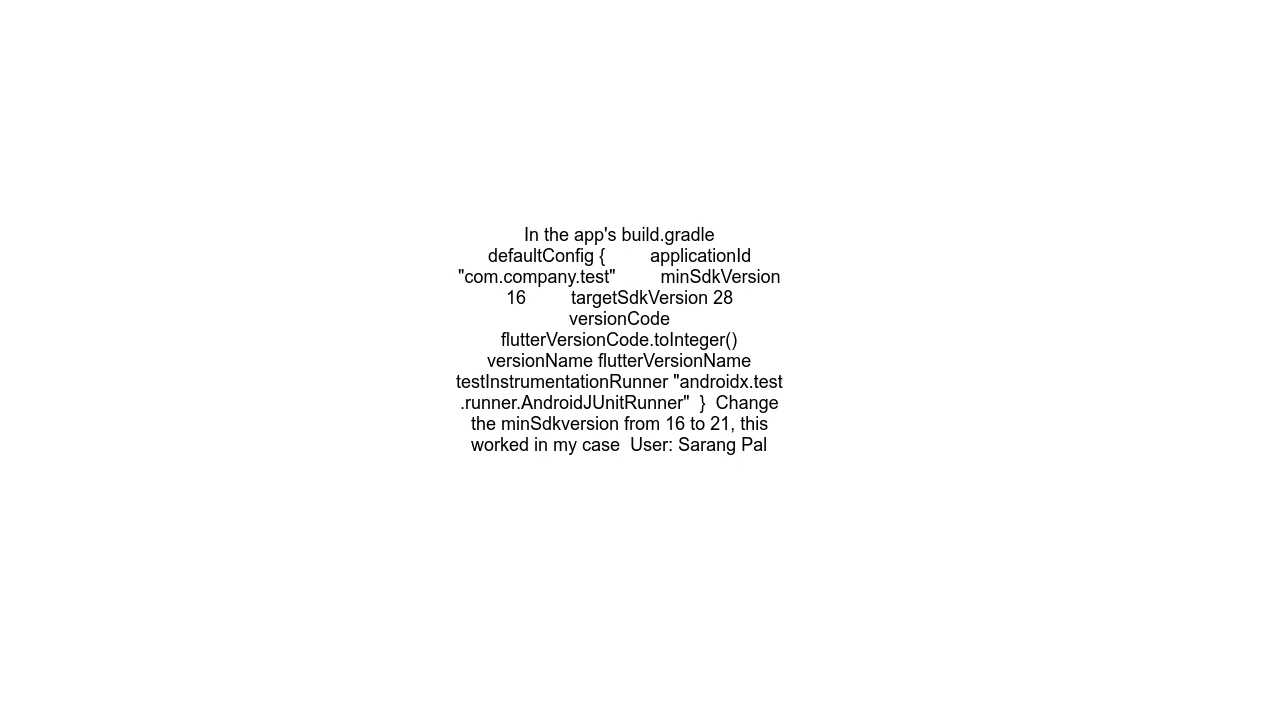 In the app's build.gradle
defaultConfig {         applicationId
"com.company.test"         minSdkVersion
16         targetSdkVersion 28
versionCode
flutterVersionCode.toInteger()
versionName flutterVersionName
testInstrumentationRunner "androidx.test
.runner.AndroidJUnitRunner"  }  Change
the minSdkversion from 16 to 21, this
worked in my case  User: Sarang Pal